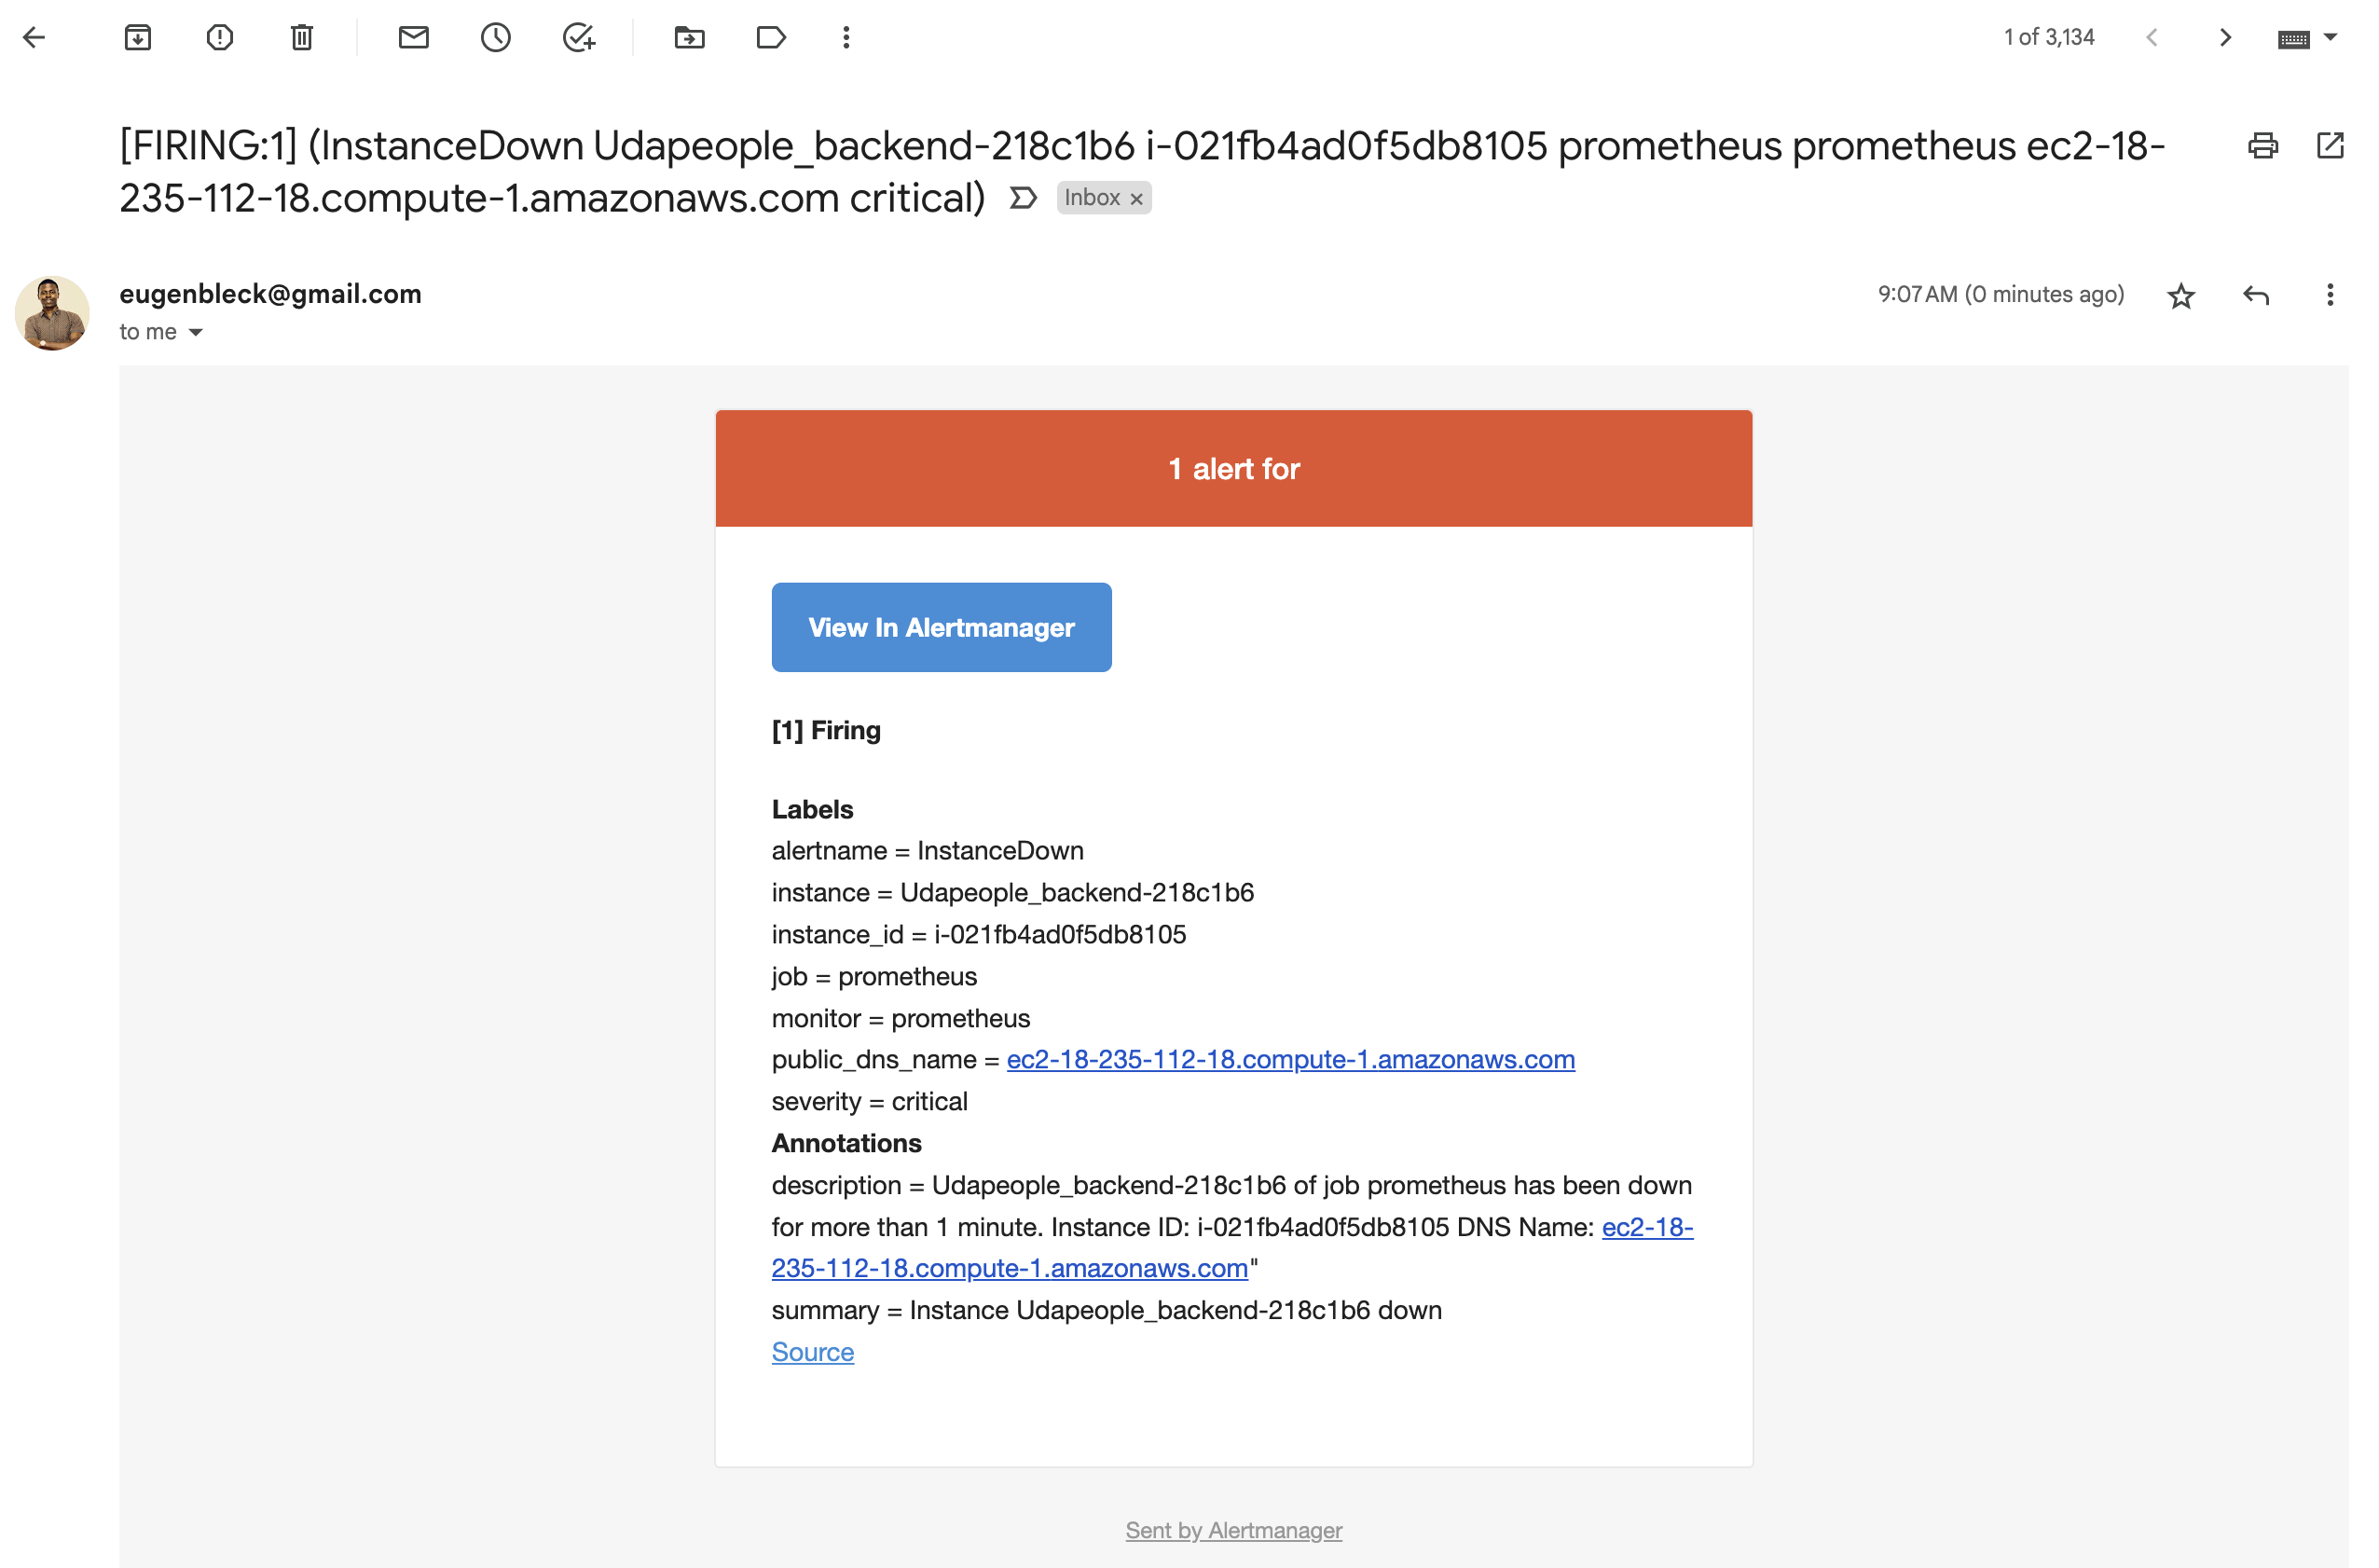 1 of 3,134
[FIRING:1] (InstanceDown Udapeople_backend-218c1b6 i-021fb4ad0f5db8105 prometheus prometheus ec2-18-
235-112-18.compute-1.amazonaws.com critical) Inbox ×
eugenbleck@gmail.com 9:07 AM (0 minutes ago)
to me
1 alert for
View In Alertmanager
[1] Firing
Labels
alertname = InstanceDown
instance = Udapeople_backend-218c1b6
instance_id = i-021fb4ad0f5db8105
job = prometheus
monitor = prometheus
public_dns_name = ec2-18-235-112-18.compute-1.amazonaws.com
severity = critical
Annotations
description = Udapeople_backend-218c1b6 of job prometheus has been down
for more than 1 minute. Instance ID: i-021fb4ad0f5db8105 DNS Name: ec2-18-
235-112-18.compute-1.amazonaws.com"
summary = Instance Udapeople_backend-218c1b6 down
Source
Sent by Alertmanager